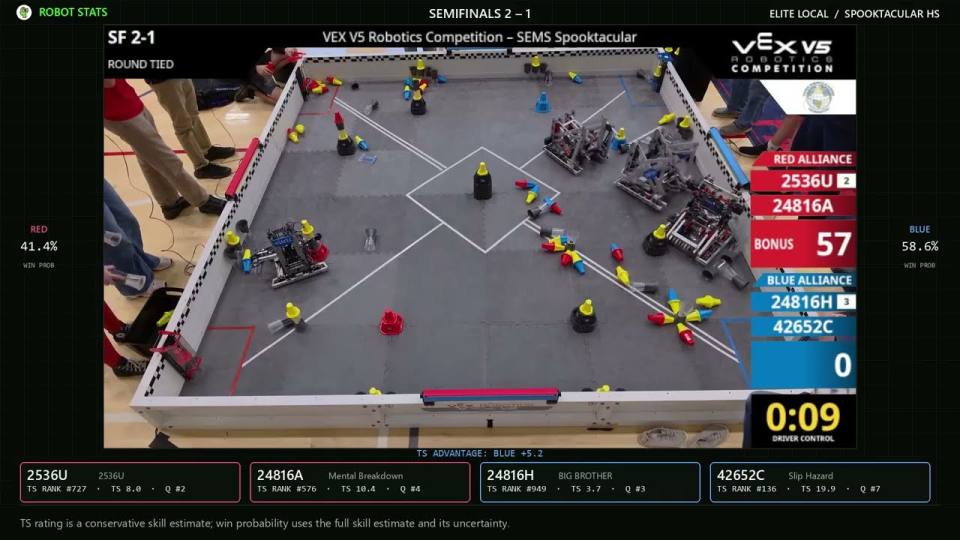 ROBOT STATS
SEMIFINALS 2 – 1
ELITE LOCAL / SPOOKTACULAR HS
SF 2-1
ROUND TIED
VEX V5 Robotics Competition – SEMS Spooktacular
VEX V5
ROBOTICS
COMPETITION
RED ALLIANCE
2536U 2
24816A
BONUS 57
BLUE ALLIANCE
24816H 3
42652C
0
0:09
DRIVER CONTROL
RED
41.4%
WIN PROB
BLUE
58.6%
WIN PROB
TS ADVANTAGE: BLUE +5.2
2536U 2536U
TS RANK #727 · TS 8.0 · Q #2
24816A Mental Breakdown
TS RANK #576 · TS 10.4 · Q #4
24816H BIG BROTHER
TS RANK #949 · TS 3.7 · Q #3
42652C Slip Hazard
TS RANK #136 · TS 19.9 · Q #7
TS rating is a conservative skill estimate; win probability uses the full skill estimate and its uncertainty.